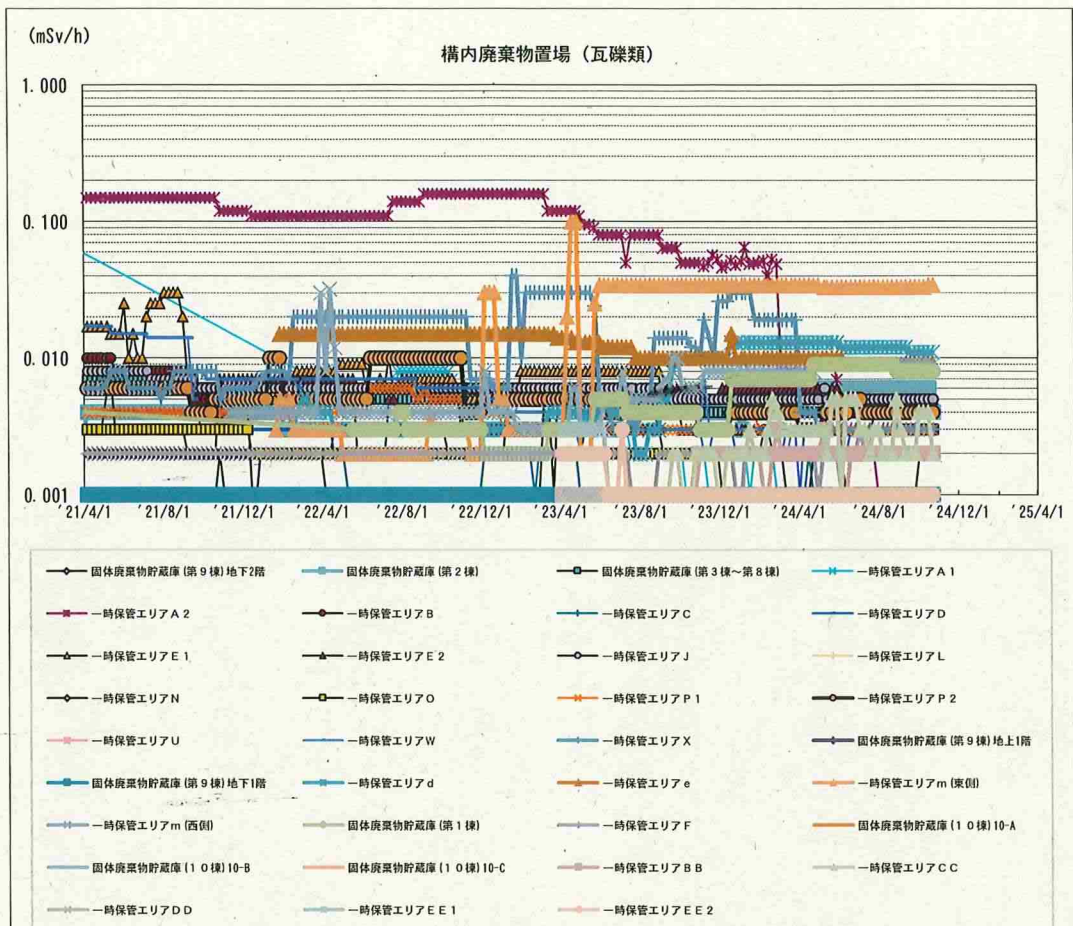 (mSv/h)
構内廃棄物置場（瓦礫類）
1.000
0.100
0.010
0.001
'21/4/1 '21/8/1 '21/12/1 '22/4/1 '22/8/1 '22/12/1 '23/4/1 '23/8/1 '23/12/1 '24/4/1 '24/8/1 '24/12/1 '25/4/1
固体廃棄物貯蔵庫(第９棟)地下2階 固体廃棄物貯蔵庫(第２棟) 固体廃棄物貯蔵庫(第３棟～第８棟) 一時保管エリアＡ１
一時保管エリアＡ２ 一時保管エリアＢ 一時保管エリアＣ 一時保管エリアＤ
一時保管エリアＥ１ 一時保管エリアＥ２ 一時保管エリアＪ 一時保管エリアＬ
一時保管エリアＮ 一時保管エリアＯ 一時保管エリアＰ１ 一時保管エリアＰ２
一時保管エリアＵ 一時保管エリアＷ 一時保管エリアＸ 固体廃棄物貯蔵庫(第９棟)地上1階
固体廃棄物貯蔵庫(第９棟)地下1階 一時保管エリアｄ 一時保管エリアｅ 一時保管エリアｍ(東側)
一時保管エリアｍ(西側) 固体廃棄物貯蔵庫(第１棟) 一時保管エリアＦ 固体廃棄物貯蔵庫(１０棟)10-A
固体廃棄物貯蔵庫(１０棟)10-B 固体廃棄物貯蔵庫(１０棟)10-C 一時保管エリアＢＢ 一時保管エリアＣＣ
一時保管エリアＤＤ 一時保管エリアＥＥ１ 一時保管エリアＥＥ２